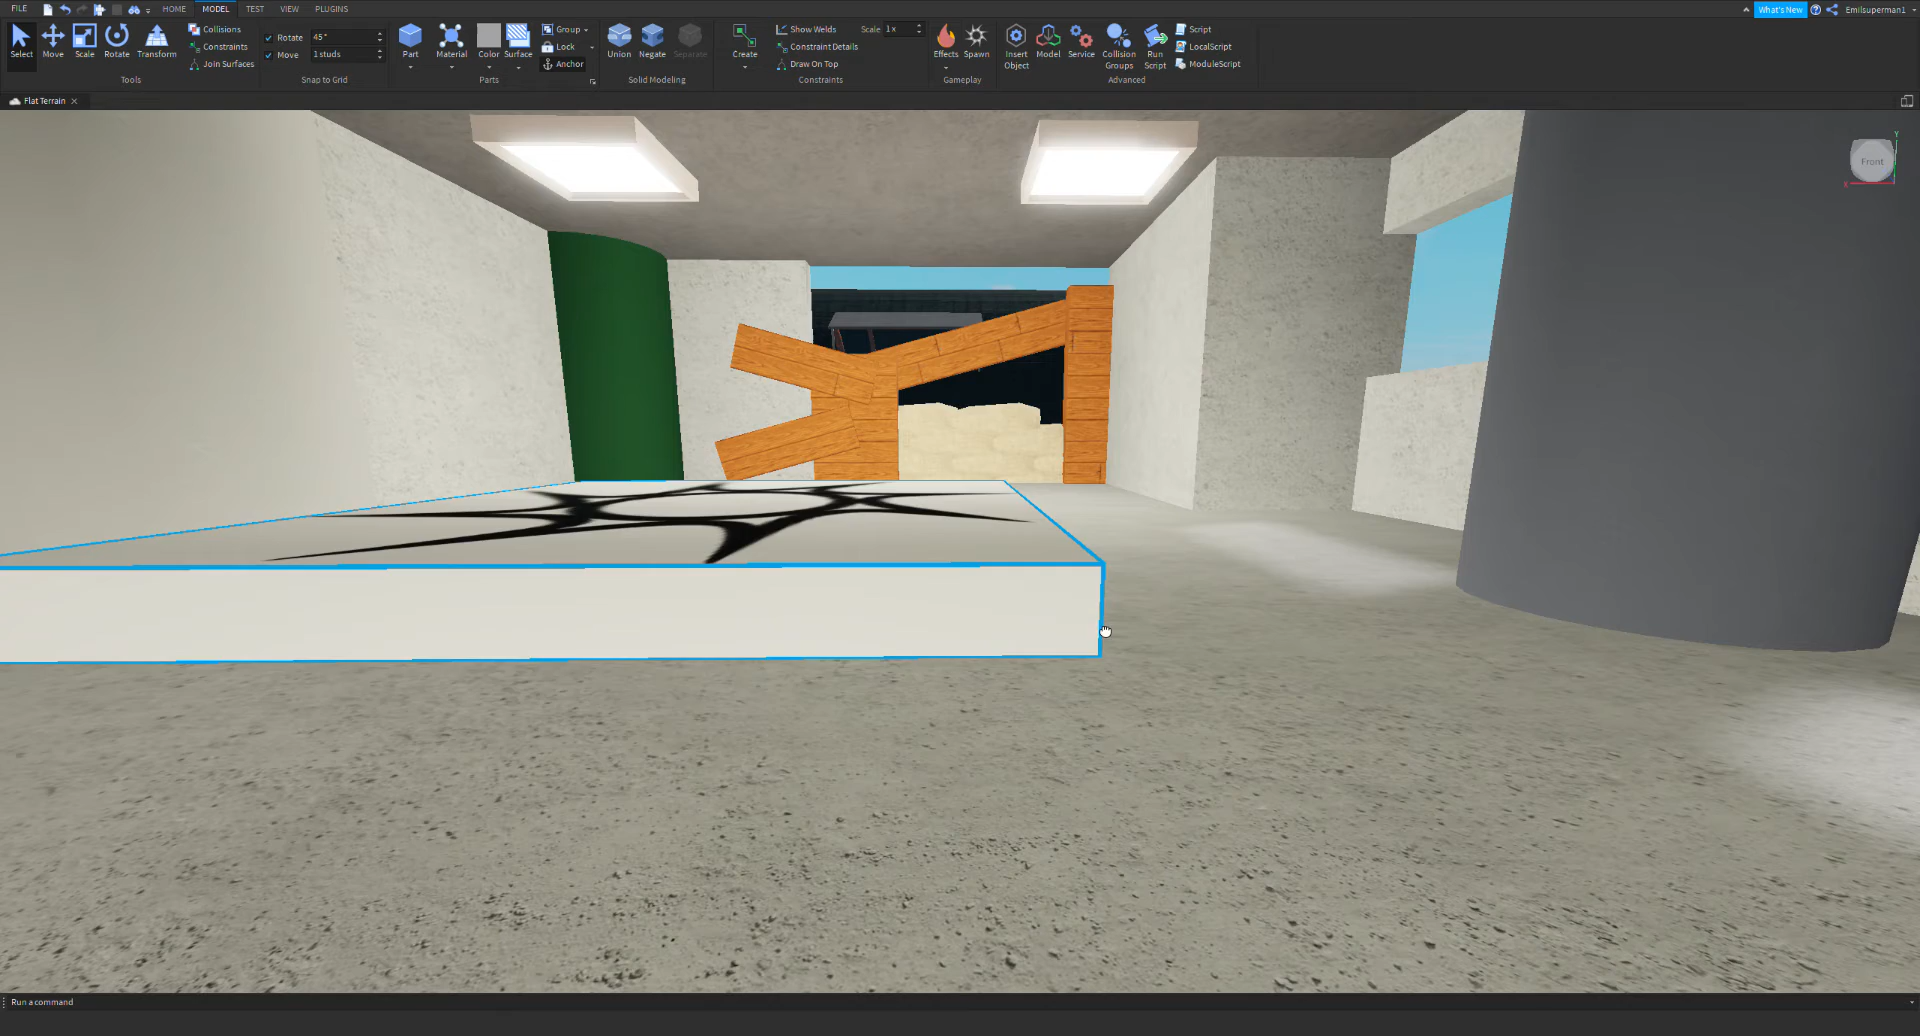 FILE HOME MODEL TEST VIEW PLUGINS What's New Emilsuperman1
Select Move Scale Rotate Transform
Collisions
Constraints
Join Surfaces
Tools
Rotate 45°
Move 1 studs
Snap to Grid
Part Material Color Surface
Group
Lock
Anchor
Parts
Union Negate Separate
Solid Modeling
Create
Show Welds Scale 1x
Constraint Details
Draw On Top
Constraints
Effects Spawn
Gameplay
Insert Object Model Service Collision Groups Run Script
Script
LocalScript
ModuleScript
Advanced
Flat Terrain
Y
Front
X
Run a command